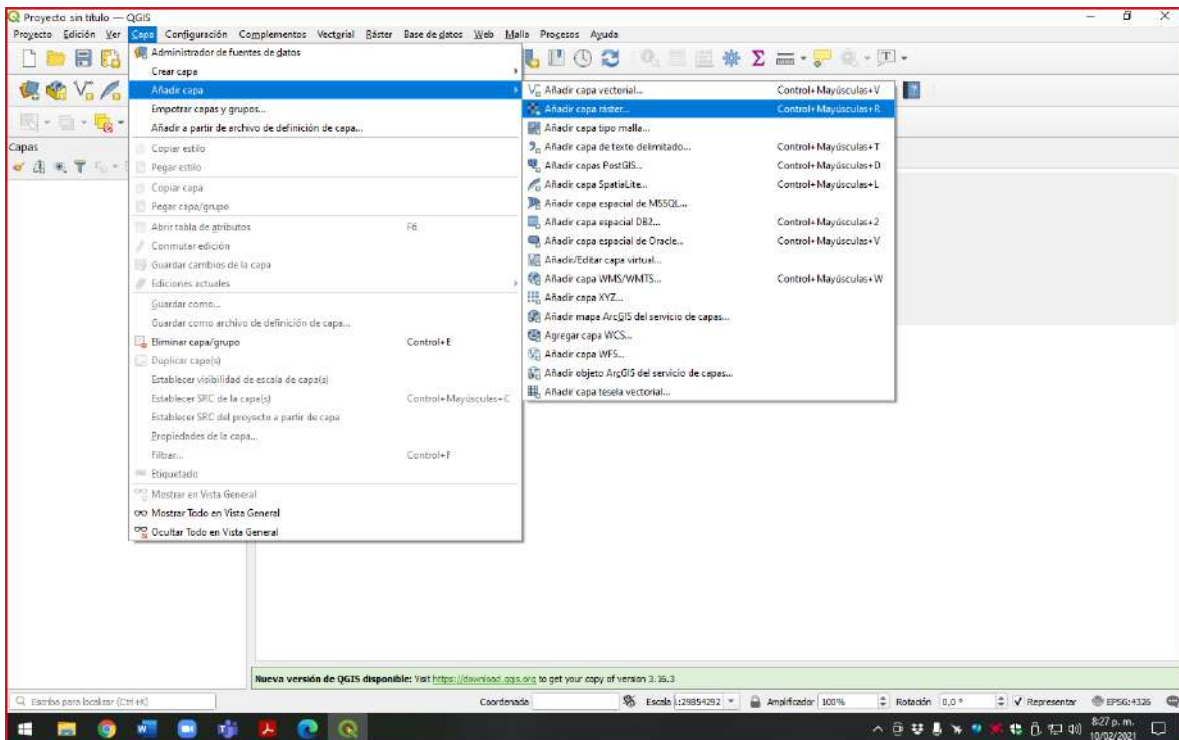 Proyecto sin título — QGIS
Proyecto Edición Ver Capa Configuración Complementos Vectorial Ráster Base de datos Web Malla Procesos Ayuda
Administrador de fuentes de datos
Crear capa
Añadir capa
Empotrar capas y grupos...
Añadir a partir de archivo de definición de capa...
Copiar estilo
Pegar estilo
Copiar capa
Pegar capa/grupo
Abrir tabla de atributos F6
Conmutar edición
Guardar cambios de la capa
Ediciones actuales
Guardar como...
Guardar como archivo de definición de capa...
Eliminar capa/grupo Control+E
Duplicar capa(s)
Establecer visibilidad de escala de capa(s)
Establecer SRC de la capa(s) Control+Mayúsculas+C
Establecer SRC del proyecto a partir de capa
Propiedades de la capa...
Filtrar... Control+F
Etiquetado
Mostrar en Vista General
Mostrar Todo en Vista General
Ocultar Todo en Vista General
Añadir capa vectorial... Control+Mayúsculas+V
Añadir capa ráster... Control+Mayúsculas+R
Añadir capa tipo malla...
Añadir capa de texto delimitado... Control+Mayúsculas+T
Añadir capas PostGIS... Control+Mayúsculas+D
Añadir capa SpatiaLite... Control+Mayúsculas+L
Añadir capa espacial de MSSQL...
Añadir capa espacial DB2... Control+Mayúsculas+2
Añadir capa espacial de Oracle... Control+Mayúsculas+V
Añadir/Editar capa virtual...
Añadir capa WMS/WMTS... Control+Mayúsculas+W
Añadir capa XYZ...
Añadir mapa ArcGIS del servicio de capas...
Agregar capa WCS...
Añadir capa WFS...
Añadir objeto ArcGIS del servicio de capas...
Añadir capa tesela vectorial...
Capas
Nueva versión de QGIS disponible: Visit https://download.qgis.org to get your copy of version 3.16.3
Escriba para localizar (Ctrl+K) Coordenada Escala 1:29854292 Amplificador 100% Rotación 0,0 ° Representar EPSG:4326
8:27 p. m.
10/02/2021